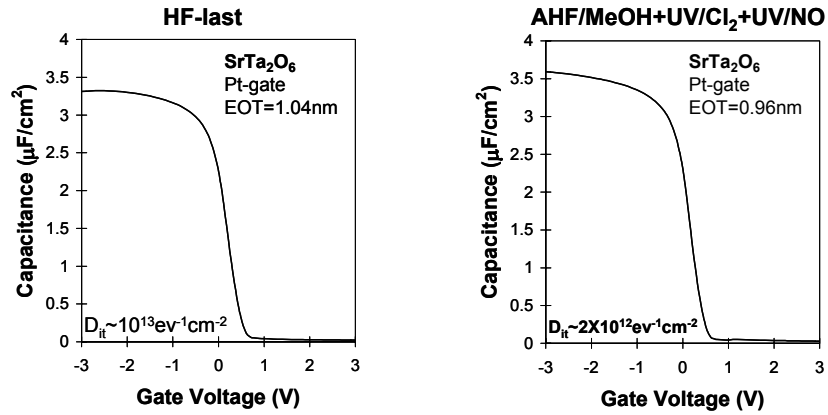 HF-last
4
3.5
3
2.5
2
1.5
1
0.5
0
-3 -2 -1 0 1 2 3
Capacitance (μF/cm²)
Gate Voltage (V)
SrTa₂O₆
Pt-gate
EOT=1.04nm
Dᵢₜ~10¹³ev⁻¹cm⁻²
AHF/MeOH+UV/Cl₂+UV/NO
4
3.5
3
2.5
2
1.5
1
0.5
0
-3 -2 -1 0 1 2 3
Capacitance (μF/cm²)
Gate Voltage (V)
SrTa₂O₆
Pt-gate
EOT=0.96nm
Dᵢₜ~2X10¹²ev⁻¹cm⁻²